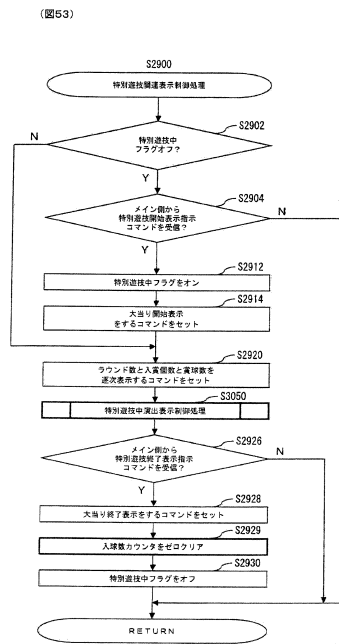 (図53)
S2900
特別遊技関連表示制御処理
S2902
N
特別遊技中
フラグオフ?
Y
S2904
メイン側から
特別遊技開始表示指示
コマンドを受信?
N
Y
S2912
特別遊技中フラグをオン
S2914
大当り開始表示
をするコマンドをセット
S2920
ラウンド数と入賞個数と賞球数を
逐次表示するコマンドをセット
S3050
特別遊技中演出表示制御処理
S2926
メイン側から
特別遊技終了表示指示
コマンドを受信?
N
Y
S2928
大当り終了表示をするコマンドをセット
S2929
入球数カウンタをゼロクリア
S2930
特別遊技中フラグをオフ
RETURN